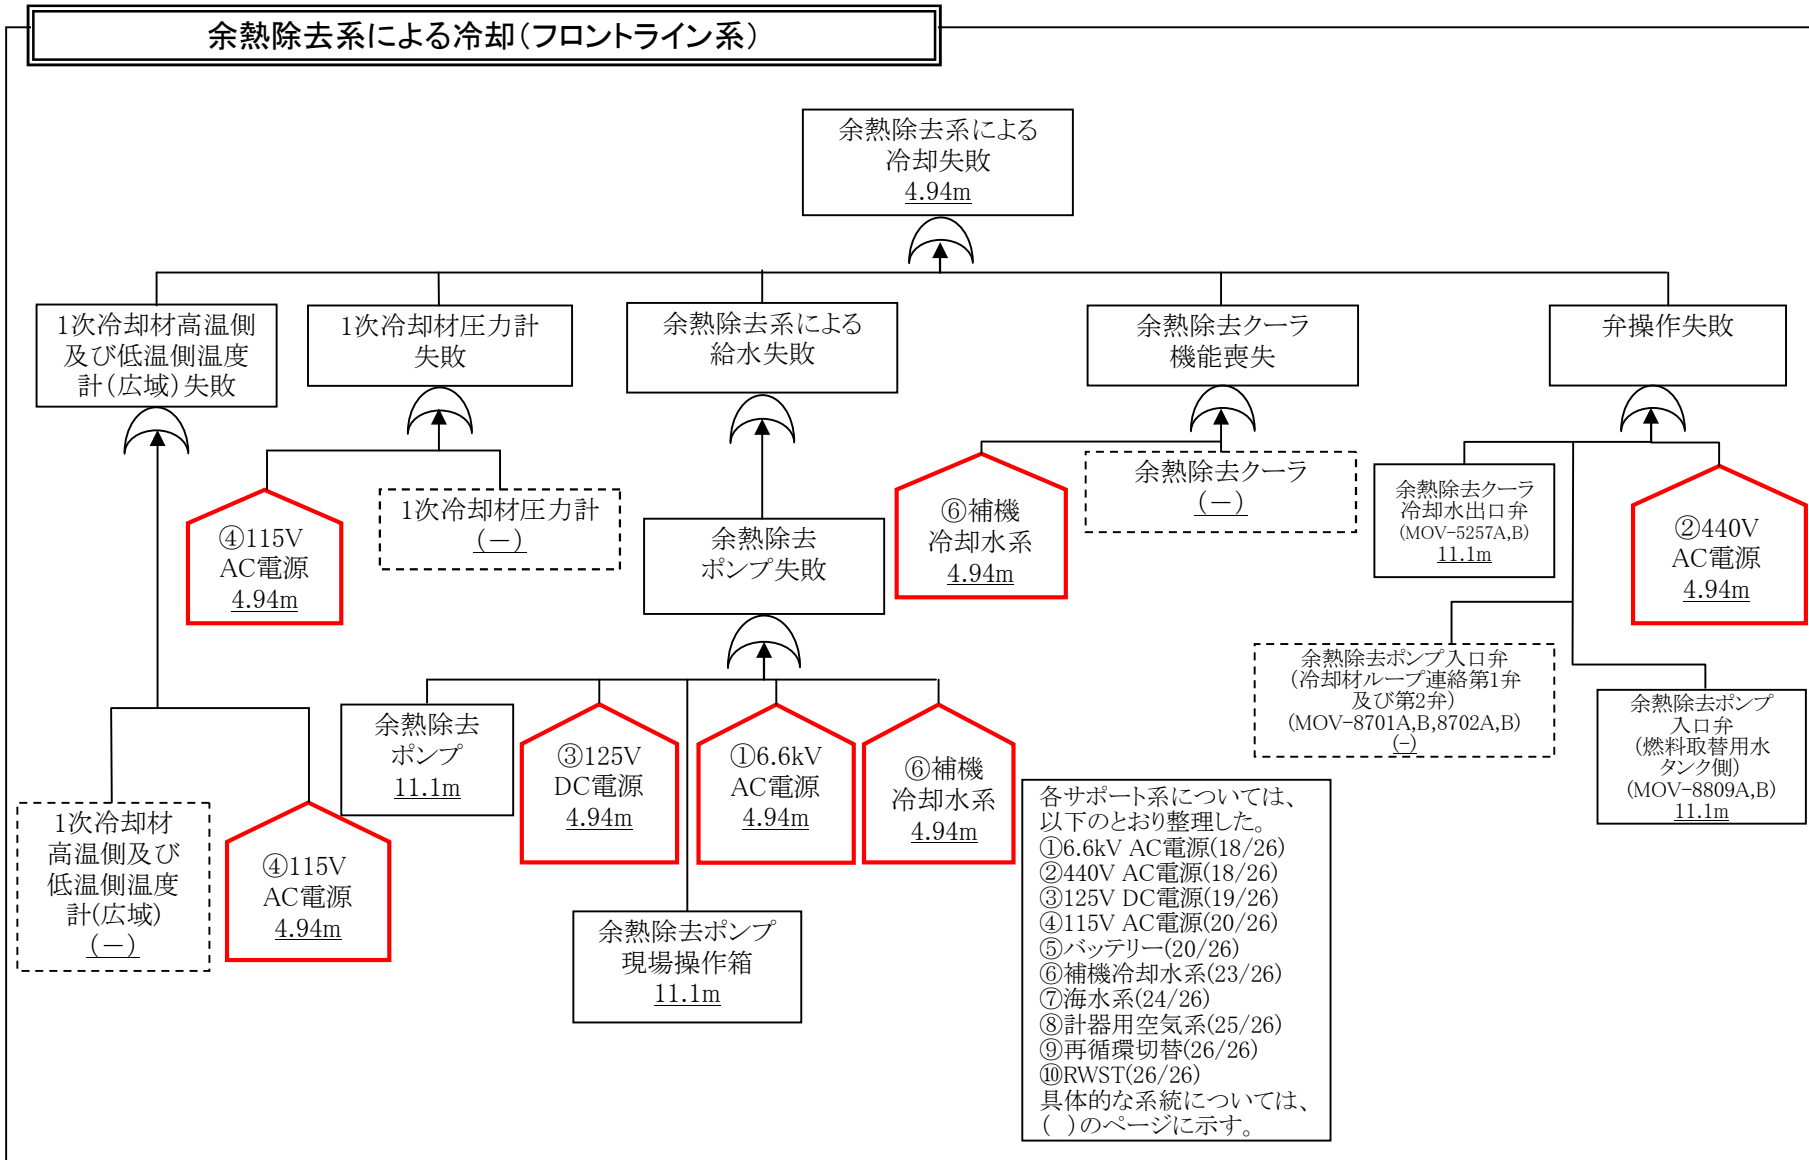 余熱除去系による冷却(フロントライン系)
余熱除去系による
冷却失敗
4.94m
1次冷却材高温側
及び低温側温度
計(広域)失敗
1次冷却材圧力計
失敗
余熱除去系による
給水失敗
余熱除去クーラ
機能喪失
弁操作失敗
④115V
AC電源
4.94m
1次冷却材圧力計
(－)
余熱除去
ポンプ失敗
⑥補機
冷却水系
4.94m
余熱除去クーラ
(－)
余熱除去クーラ
冷却水出口弁
(MOV-5257A,B)
11.1m
②440V
AC電源
4.94m
余熱除去ポンプ入口弁
(冷却材ループ連絡第1弁
及び第2弁)
(MOV-8701A,B,8702A,B)
(-)
余熱除去ポンプ
入口弁
(燃料取替用水
タンク側)
(MOV-8809A,B)
11.1m
1次冷却材
高温側及び
低温側温度
計(広域)
(－)
④115V
AC電源
4.94m
余熱除去
ポンプ
11.1m
③125V
DC電源
4.94m
①6.6kV
AC電源
4.94m
⑥補機
冷却水系
4.94m
余熱除去ポンプ
現場操作箱
11.1m
各サポート系については、
以下のとおり整理した。
①6.6kV AC電源(18/26)
②440V AC電源(18/26)
③125V DC電源(19/26)
④115V AC電源(20/26)
⑤バッテリー(20/26)
⑥補機冷却水系(23/26)
⑦海水系(24/26)
⑧計器用空気系(25/26)
⑨再循環切替(26/26)
⑩RWST(26/26)
具体的な系統については、
( )のページに示す。